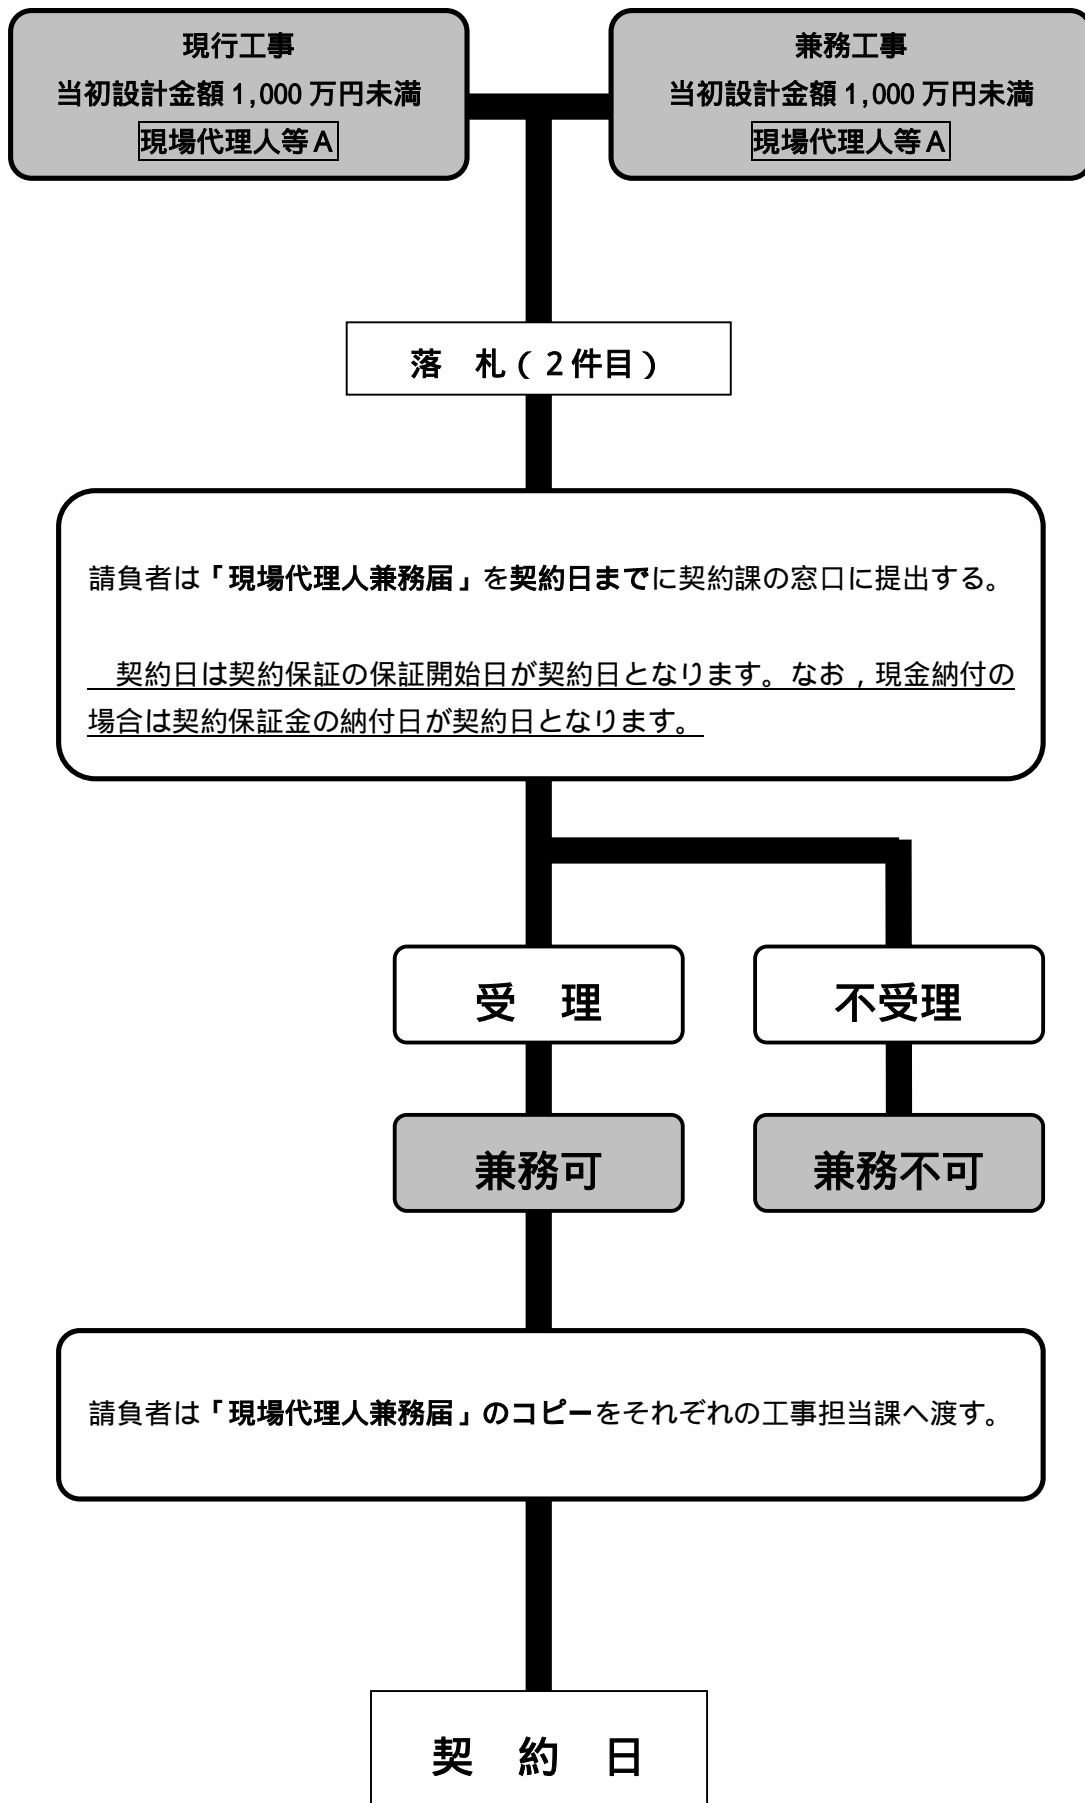 現行工事
当初設計金額 1,000 万円未満
現場代理人等A
兼務工事
当初設計金額 1,000 万円未満
現場代理人等A
落　札（２件目）
請負者は「現場代理人兼務届」を契約日までに契約課の窓口に提出する。
　契約日は契約保証の保証開始日が契約日となります。なお，現金納付の
場合は契約保証金の納付日が契約日となります。
受　理
不受理
兼務可
兼務不可
請負者は「現場代理人兼務届」のコピーをそれぞれの工事担当課へ渡す。
契　約　日